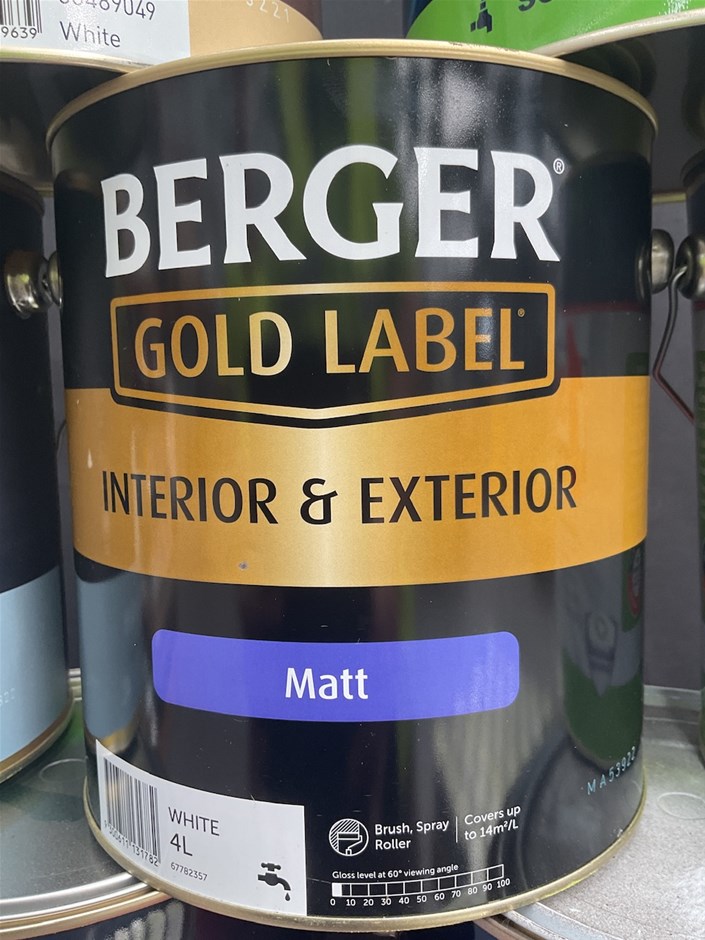 White
BERGER®
GOLD LABEL®
INTERIOR & EXTERIOR
Matt
WHITE
4L
67782357
Brush, Spray
Roller
Covers up
to 14m²/L
Gloss level at 60° viewing angle
0 10 20 30 40 50 60 70 80 90 100